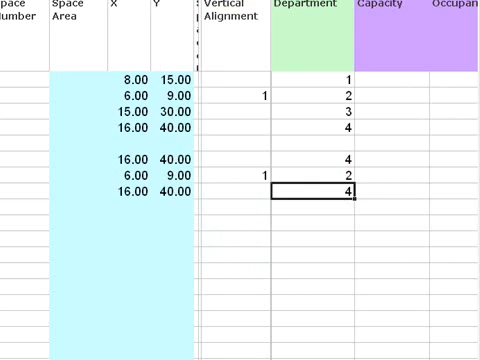 pace Space X Y Vertical Department Capacity Occupan
umber Area Alignment
8.00 15.00 1
6.00 9.00 1 2
15.00 30.00 3
16.00 40.00 4
16.00 40.00 4
6.00 9.00 1 2
16.00 40.00 4